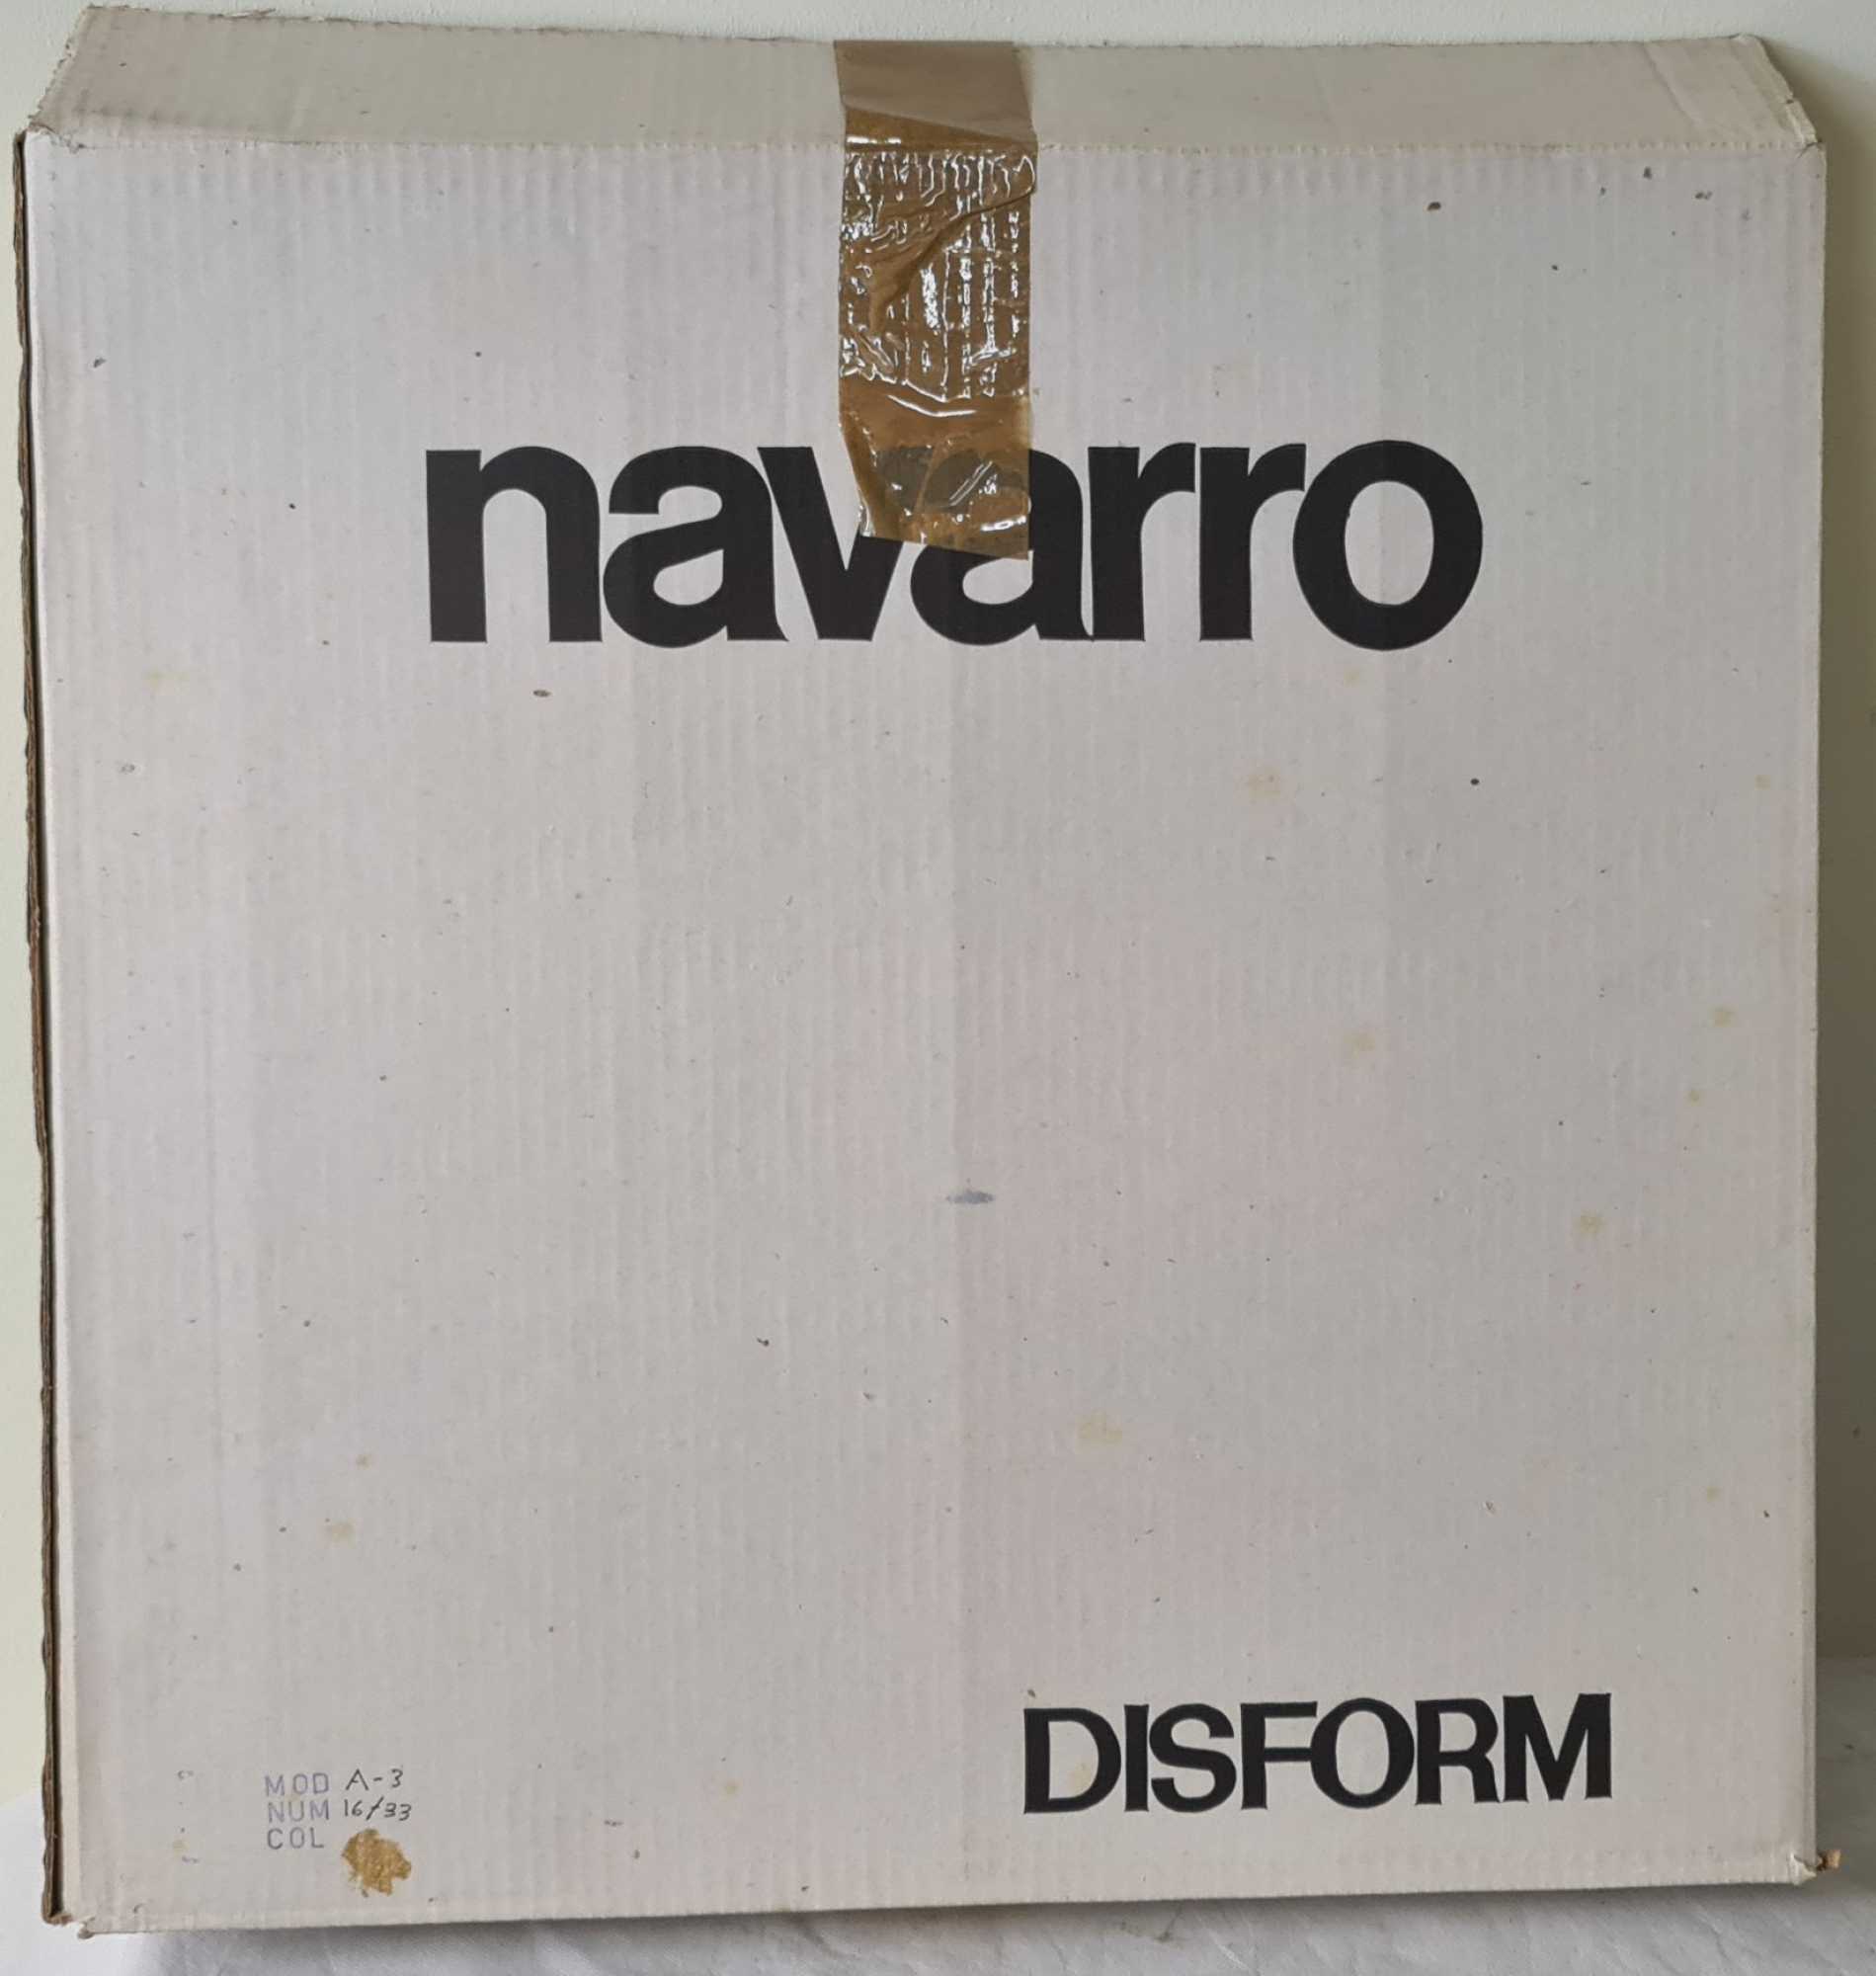 navarro
DISFORM
MOD A-3
NUM 16/33
COL